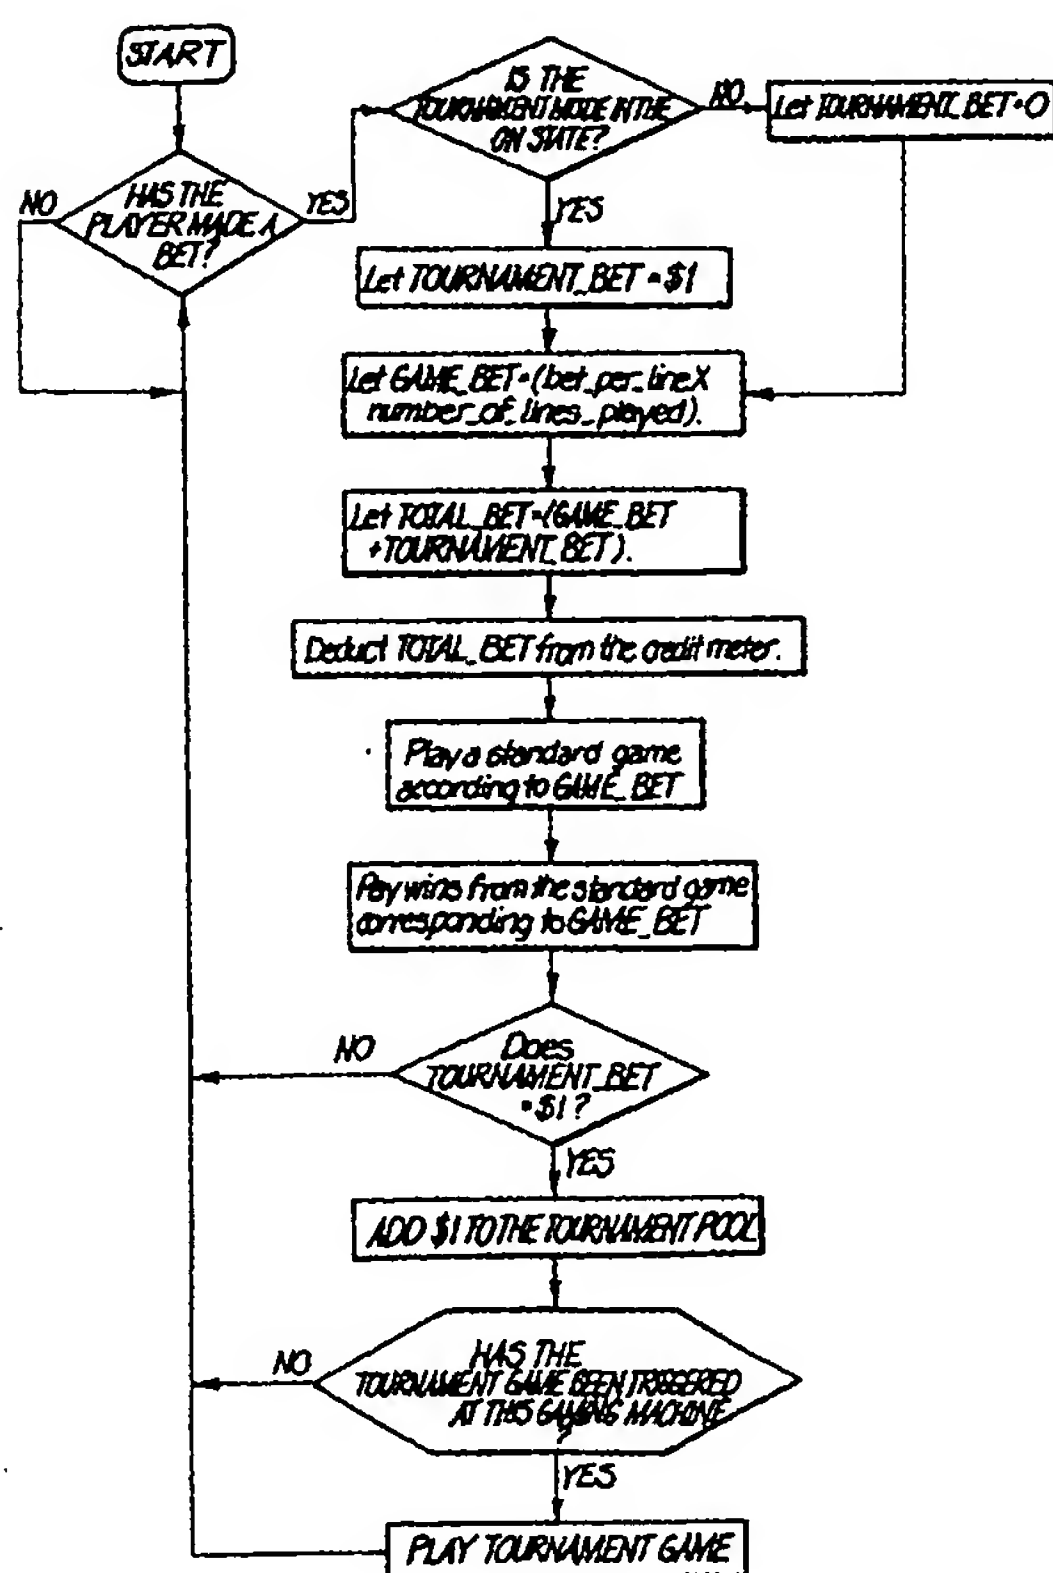 START
HAS THE
PLAYER MADE A
BET?
NO
YES
IS THE
TOURNAMENT MODE IN THE
ON STATE?
NO
Let TOURNAMENT_BET=0
YES
Let TOURNAMENT_BET = $1
Let GAME_BET=(bet_per_line X
number_of_lines_played).
Let TOTAL_BET=(GAME_BET
+TOURNAMENT_BET).
Deduct TOTAL_BET from the credit meter.
Play a standard game
according to GAME_BET
Pay wins from the standard game
corresponding to GAME_BET
Does
TOURNAMENT_BET
=$1?
NO
YES
ADD $1 TO THE TOURNAMENT POOL
HAS THE
TOURNAMENT GAME BEEN TRIGGERED
AT THIS GAMING MACHINE
?
NO
YES
PLAY TOURNAMENT GAME